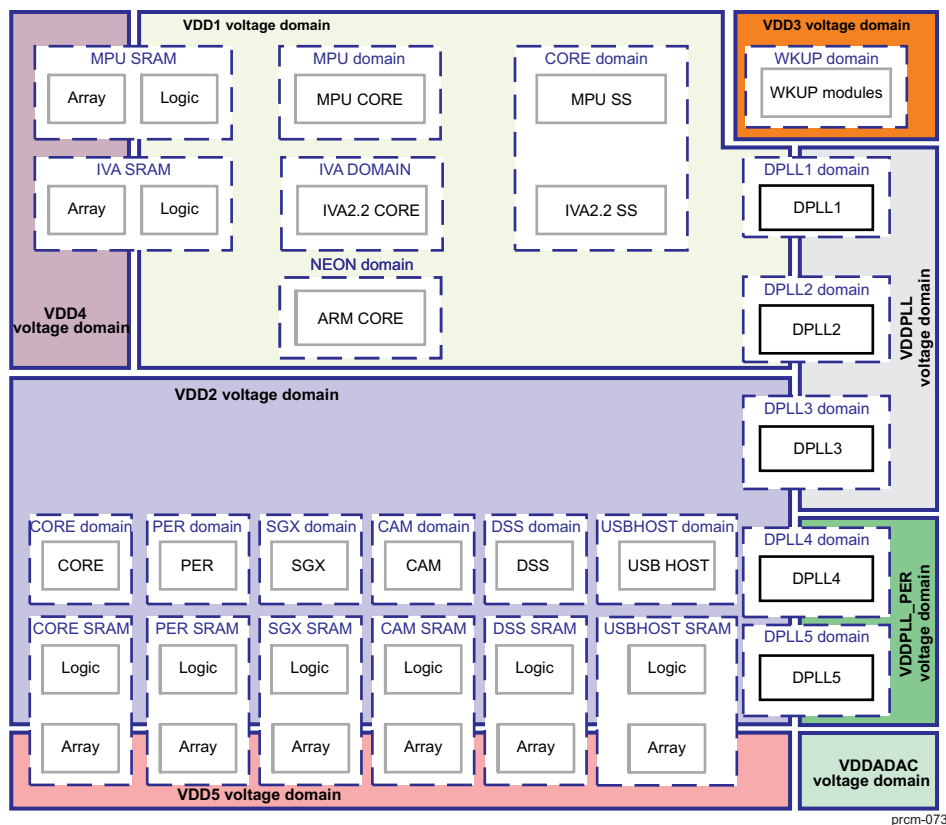 VDD1 voltage domain
VDD3 voltage domain
MPU SRAM
MPU domain
CORE domain
WKUP domain
Array
Logic
MPU CORE
MPU SS
WKUP modules
IVA SRAM
IVA DOMAIN
DPLL1 domain
Array
Logic
IVA2.2 CORE
IVA2.2 SS
DPLL1
NEON domain
ARM CORE
DPLL2 domain
DPLL2
VDD4
voltage domain
VDDPLL
voltage domain
VDD2 voltage domain
DPLL3 domain
DPLL3
CORE domain
PER domain
SGX domain
CAM domain
DSS domain
USBHOST domain
DPLL4 domain
CORE
PER
SGX
CAM
DSS
USB HOST
DPLL4
CORE SRAM
PER SRAM
SGX SRAM
CAM SRAM
DSS SRAM
USBHOST SRAM
DPLL5 domain
Logic
Logic
Logic
Logic
Logic
Logic
DPLL5
VDDPLL_PER
voltage domain
Array
Array
Array
Array
Array
Array
VDD5 voltage domain
VDDADAC
voltage domain
prcm-073